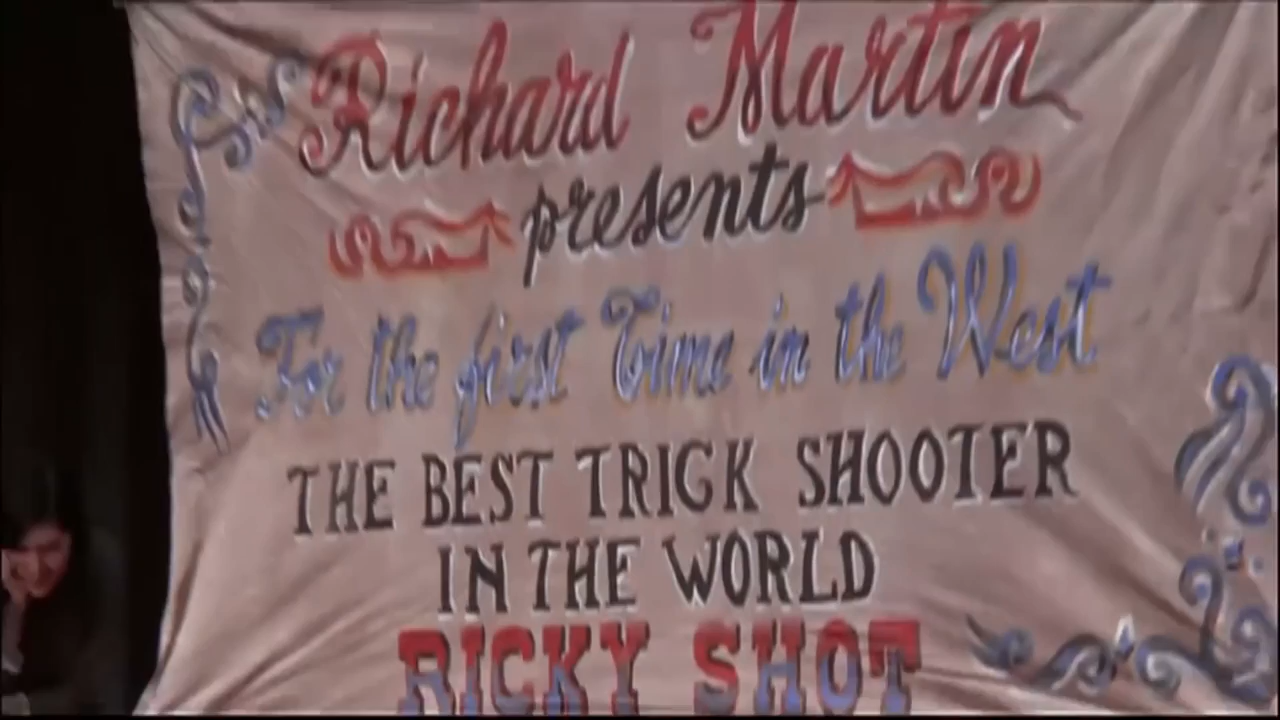 Richard Martin
presents
For the first Time in the West
THE BEST TRICK SHOOTER
IN THE WORLD
RICKY SHOT